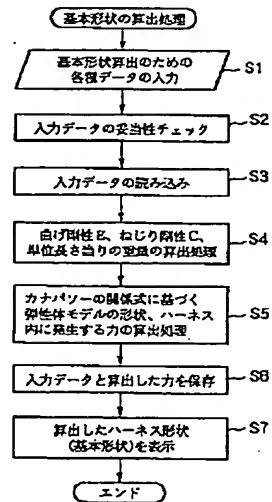 基本形状の算出処理
基本形状算出のための
各種データの入力
S1
入力データの妥当性チェック
S2
入力データの読み込み
S3
曲げ剛性E、ねじり剛性C、
単位長さ当りの重量の算出処理
S4
カナパソーの関係式に基づく
弾性体モデルの形状、ハーネス
内に発生する力の算出処理
S5
入力データと算出した力を保存
S6
算出したハーネス形状
(基本形状)を表示
S7
エンド